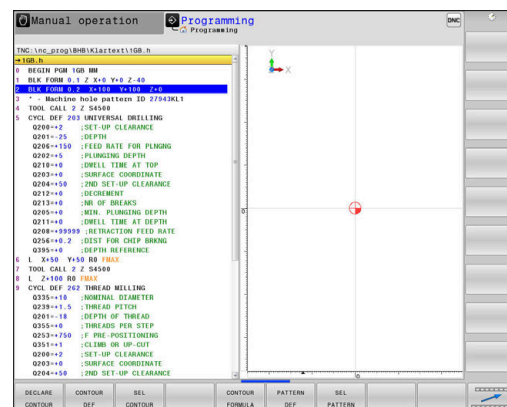 Manual operation
Programming
Programming
DNC
TNC:\nc_prog\BHB\Klartext\1GB.h
→1GB.h
0 BEGIN PGM 1GB MM
1 BLK FORM 0.1 Z X+0 Y+0 Z-40
2 BLK FORM 0.2 X+100 Y+100 Z+0
3 * - Machine hole pattern ID 27943KL1
4 TOOL CALL 2 Z S4500
5 CYCL DEF 203 UNIVERSAL DRILLING
Q200=+2 ;SET-UP CLEARANCE
Q201=-25 ;DEPTH
Q206=+150 ;FEED RATE FOR PLNGNG
Q202=+5 ;PLUNGING DEPTH
Q210=+0 ;DWELL TIME AT TOP
Q203=+0 ;SURFACE COORDINATE
Q204=+50 ;2ND SET-UP CLEARANCE
Q212=+0 ;DECREMENT
Q213=+0 ;NR OF BREAKS
Q205=+0 ;MIN. PLUNGING DEPTH
Q211=+0 ;DWELL TIME AT DEPTH
Q208=+99999 ;RETRACTION FEED RATE
Q256=+0.2 ;DIST FOR CHIP BRKNG
Q395=+0 ;DEPTH REFERENCE
6 L X+50 Y+50 R0 FMAX
7 TOOL CALL 2 Z S4500
8 L Z+100 R0 FMAX
9 CYCL DEF 262 THREAD MILLING
Q335=+10 ;NOMINAL DIAMETER
Q239=+1.5 ;THREAD PITCH
Q201=-18 ;DEPTH OF THREAD
Q355=+0 ;THREADS PER STEP
Q253=+750 ;F PRE-POSITIONING
Q351=+1 ;CLIMB OR UP-CUT
Q200=+2 ;SET-UP CLEARANCE
Q203=+0 ;SURFACE COORDINATE
Q204=+50 ;2ND SET-UP CLEARANCE
Y
X
0
0
DECLARE CONTOUR
CONTOUR DEF
SEL CONTOUR
CONTOUR FORMULA
PATTERN DEF
SEL PATTERN